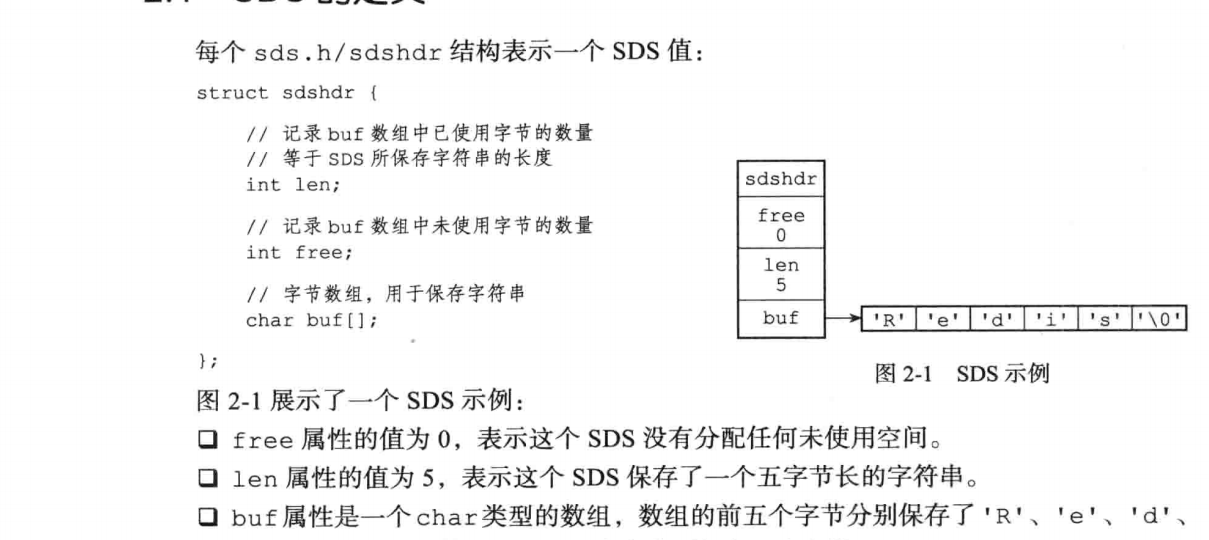 每个 sds.h/sdshdr 结构表示一个 SDS 值：
struct sdshdr {
// 记录 buf 数组中已使用字节的数量
// 等于 SDS 所保存字符串的长度
int len;
// 记录 buf 数组中未使用字节的数量
int free;
// 字节数组，用于保存字符串
char buf[];
};
sdshdr
free
0
len
5
buf
'R' 'e' 'd' 'i' 's' '\0'
图 2-1 SDS 示例
图 2-1 展示了一个 SDS 示例：
❑ free 属性的值为 0，表示这个 SDS 没有分配任何未使用空间。
❑ len 属性的值为 5，表示这个 SDS 保存了一个五字节长的字符串。
❑ buf 属性是一个 char 类型的数组，数组的前五个字节分别保存了 'R'、'e'、'd'、